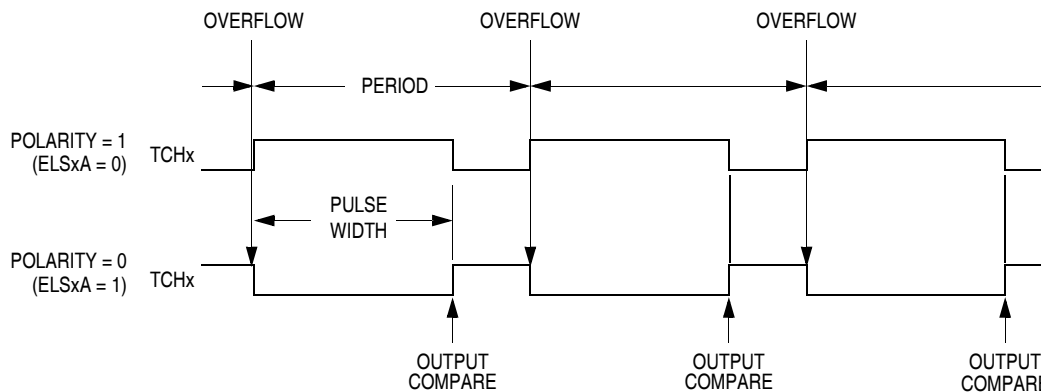 OVERFLOW
OVERFLOW
OVERFLOW
PERIOD
POLARITY = 1
(ELSxA = 0)
TCHx
PULSE
WIDTH
POLARITY = 0
(ELSxA = 1)
TCHx
OUTPUT
COMPARE
OUTPUT
COMPARE
OUTPUT
COMPARE